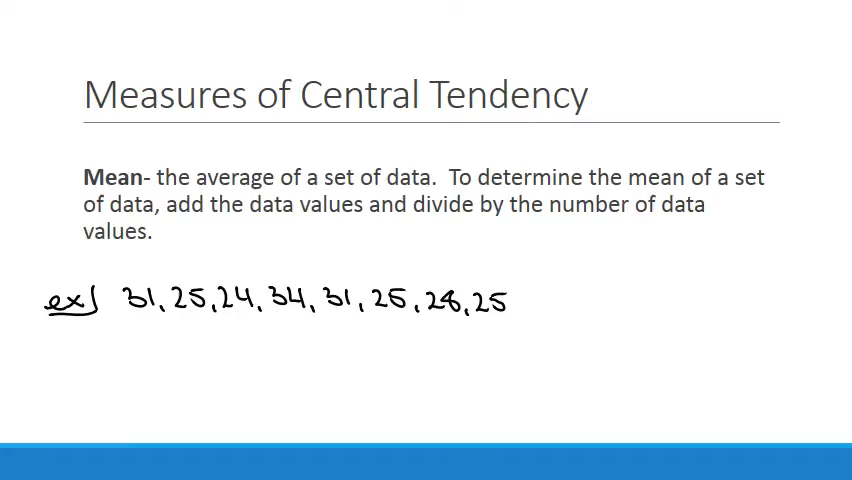 Measures of Central Tendency
Mean- the average of a set of data. To determine the mean of a set
of data, add the data values and divide by the number of data
values.
ex) 31, 25, 24, 34, 31, 25, 28, 25